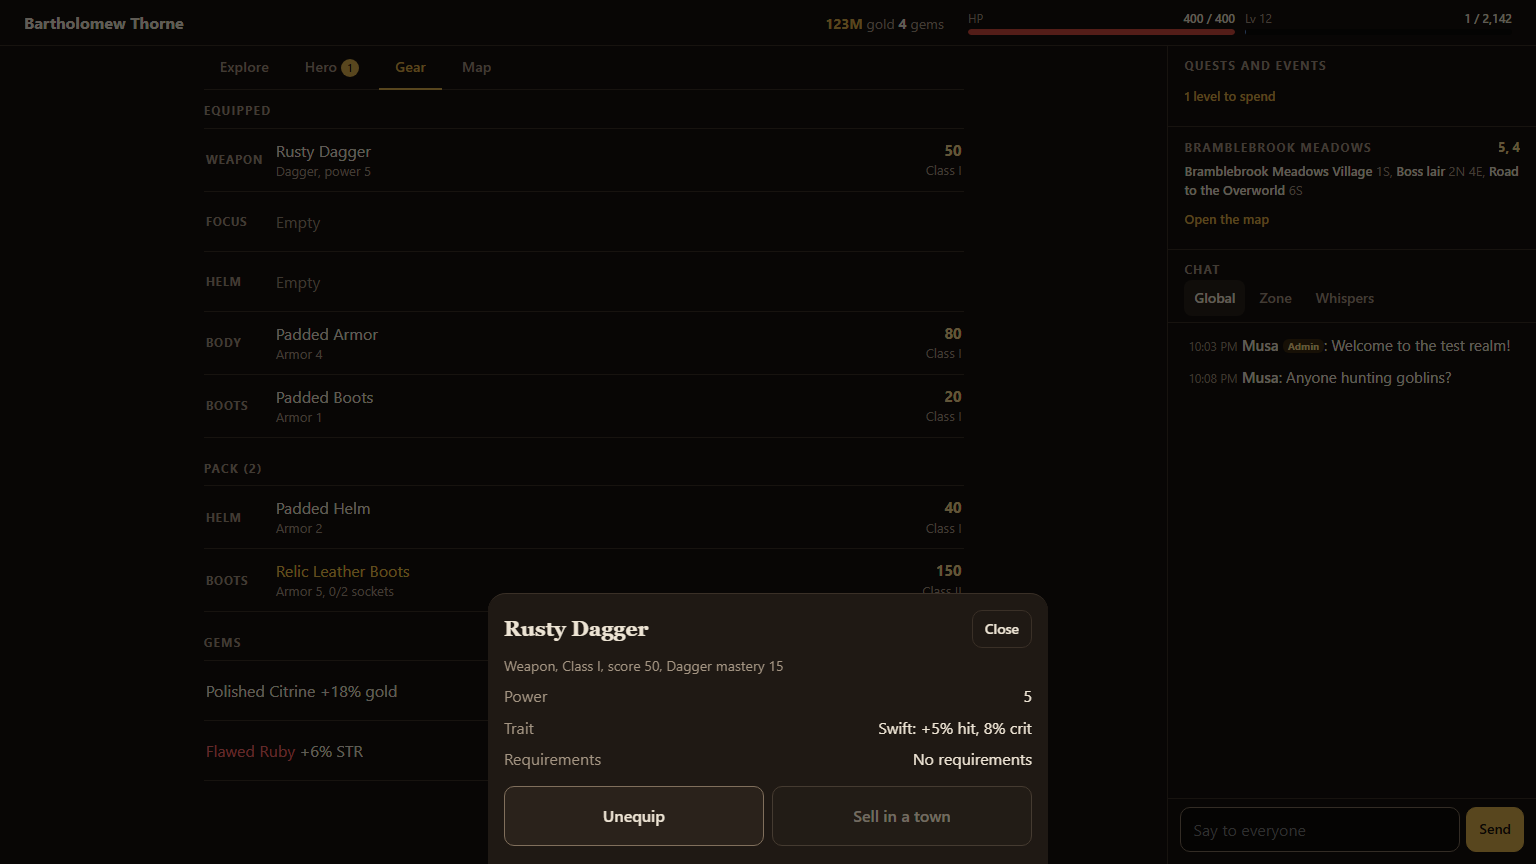 Bartholomew Thorne
123M gold 4 gems
HP 400 / 400
Lv 12 1 / 2,142
Explore Hero 1 Gear Map
EQUIPPED
WEAPON Rusty Dagger 50
Dagger, power 5 Class I
FOCUS Empty
HELM Empty
BODY Padded Armor 80
Armor 4 Class I
BOOTS Padded Boots 20
Armor 1 Class I
PACK (2)
HELM Padded Helm 40
Armor 2 Class I
BOOTS Relic Leather Boots 150
Armor 5, 0/2 sockets Class II
GEMS
Polished Citrine +18% gold
Flawed Ruby +6% STR
Rusty Dagger Close
Weapon, Class I, score 50, Dagger mastery 15
Power 5
Trait Swift: +5% hit, 8% crit
Requirements No requirements
Unequip Sell in a town
QUESTS AND EVENTS
1 level to spend
BRAMBLEBROOK MEADOWS 5, 4
Bramblebrook Meadows Village 1S, Boss lair 2N 4E, Road
to the Overworld 6S
Open the map
CHAT
Global Zone Whispers
10:03 PM Musa Admin: Welcome to the test realm!
10:08 PM Musa: Anyone hunting goblins?
Say to everyone Send